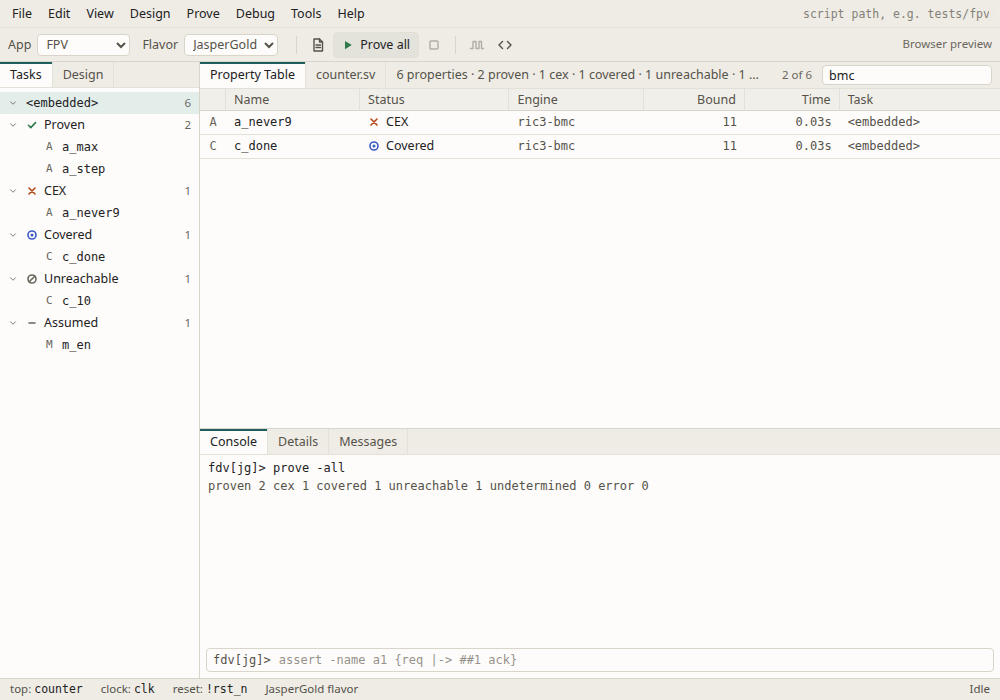 File Edit View Design Prove Debug Tools Help script path, e.g. tests/fpv
App FPV Flavor JasperGold Prove all Browser preview
Tasks Design Property Table counter.sv 6 properties · 2 proven · 1 cex · 1 covered · 1 unreachable · 1 ... 2 of 6 bmc
<embedded> 6
Proven 2
A a_max
A a_step
CEX 1
A a_never9
Covered 1
C c_done
Unreachable 1
C c_10
Assumed 1
M m_en
Name Status Engine Bound Time Task
A a_never9 CEX ric3-bmc 11 0.03s <embedded>
C c_done Covered ric3-bmc 11 0.03s <embedded>
Console Details Messages
fdv[jg]> prove -all
proven 2 cex 1 covered 1 unreachable 1 undetermined 0 error 0
fdv[jg]> assert -name a1 {req |-> ##1 ack}
top: counter clock: clk reset: !rst_n JasperGold flavor Idle